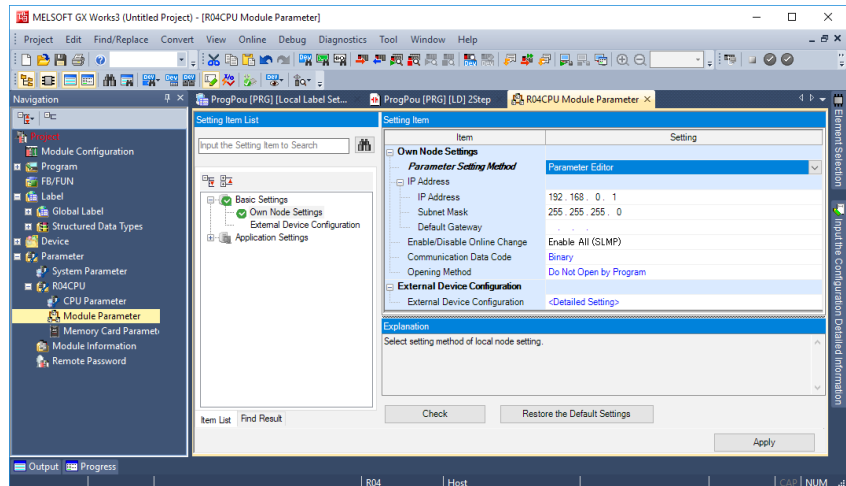 MELSOFT GX Works3 (Untitled Project) - [R04CPU Module Parameter]
Project Edit Find/Replace Convert View Online Debug Diagnostics Tool Window Help
Navigation
ProgPou [PRG] [Local Label Set...
ProgPou [PRG] [LD] 2Step
R04CPU Module Parameter
Project
Module Configuration
Program
FB/FUN
Label
Global Label
Structured Data Types
Device
Parameter
System Parameter
R04CPU
CPU Parameter
Module Parameter
Memory Card Paramet
Module Information
Remote Password
Setting Item List
Input the Setting Item to Search
Basic Settings
Own Node Settings
External Device Configuration
Application Settings
Item List Find Result
Setting Item
Item Setting
Own Node Settings
Parameter Setting Method Parameter Editor
IP Address
IP Address 192 . 168 . 0 . 1
Subnet Mask 255 . 255 . 255 . 0
Default Gateway . . .
Enable/Disable Online Change Enable All (SLMP)
Communication Data Code Binary
Opening Method Do Not Open by Program
External Device Configuration
External Device Configuration <Detailed Setting>
Explanation
Select setting method of local node setting.
Check Restore the Default Settings
Apply
Element Selection
Input the Configuration Detailed Information
Output Progress
R04 Host CAP NUM